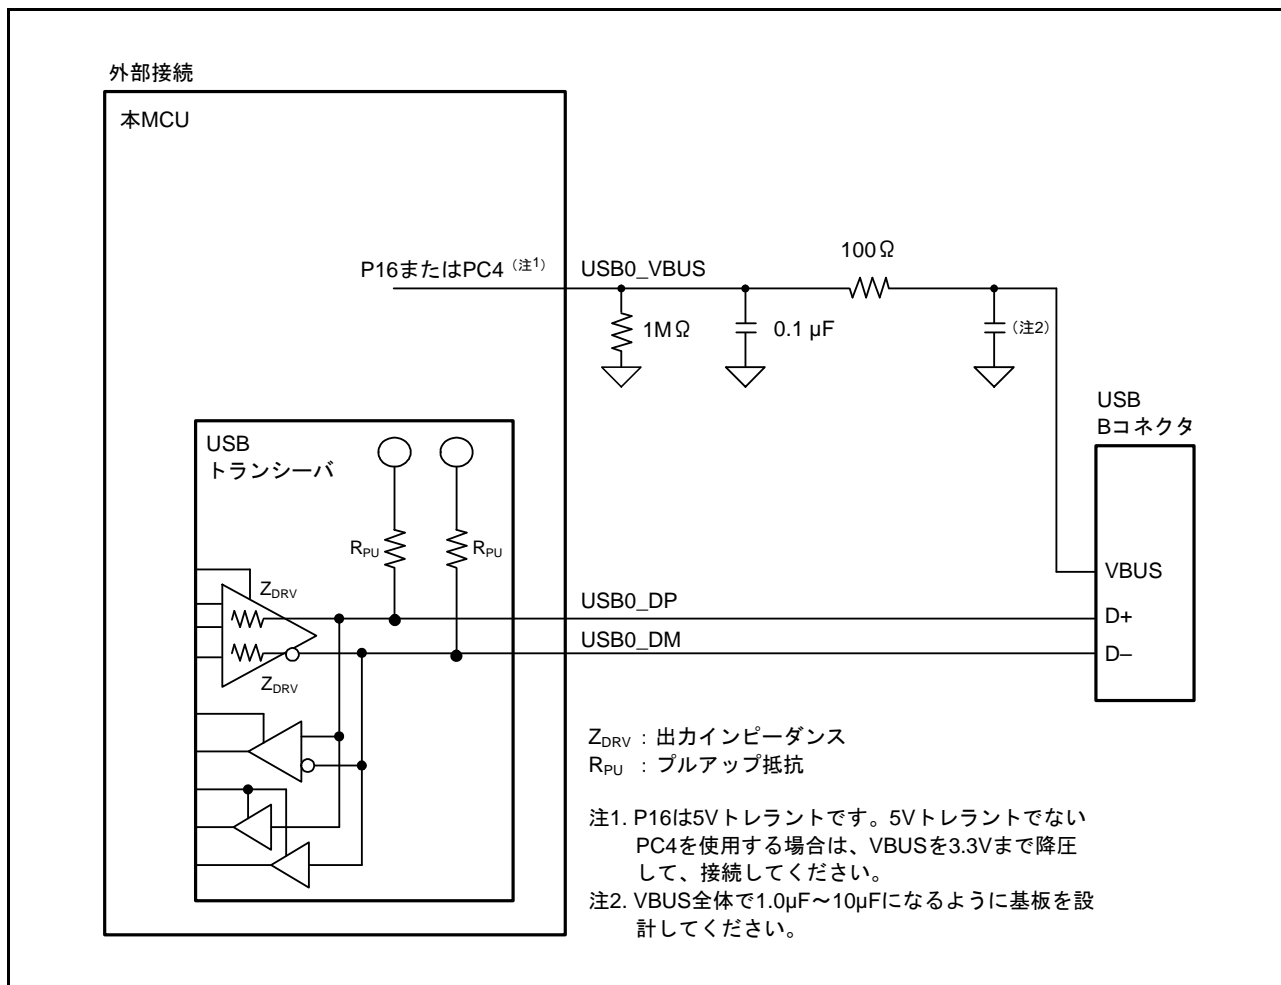 外部接続
本MCU
P16またはPC4（注1）
USB0_VBUS
100Ω
1MΩ
0.1 µF
（注2）
USB
Bコネクタ
USB
トランシーバ
RPU
RPU
ZDRV
ZDRV
USB0_DP
USB0_DM
VBUS
D+
D–
ZDRV：出力インピーダンス
RPU ：プルアップ抵抗
注1. P16は5Vトレラントです。5Vトレラントでない
PC4を使用する場合は、VBUSを3.3Vまで降圧
して、接続してください。
注2. VBUS全体で1.0µF～10µFになるように基板を設
計してください。